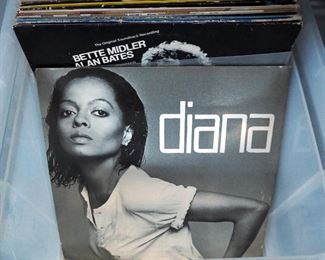 The Original Soundtrack Recording
BETTE MIDLER
ALAN BATES
diana